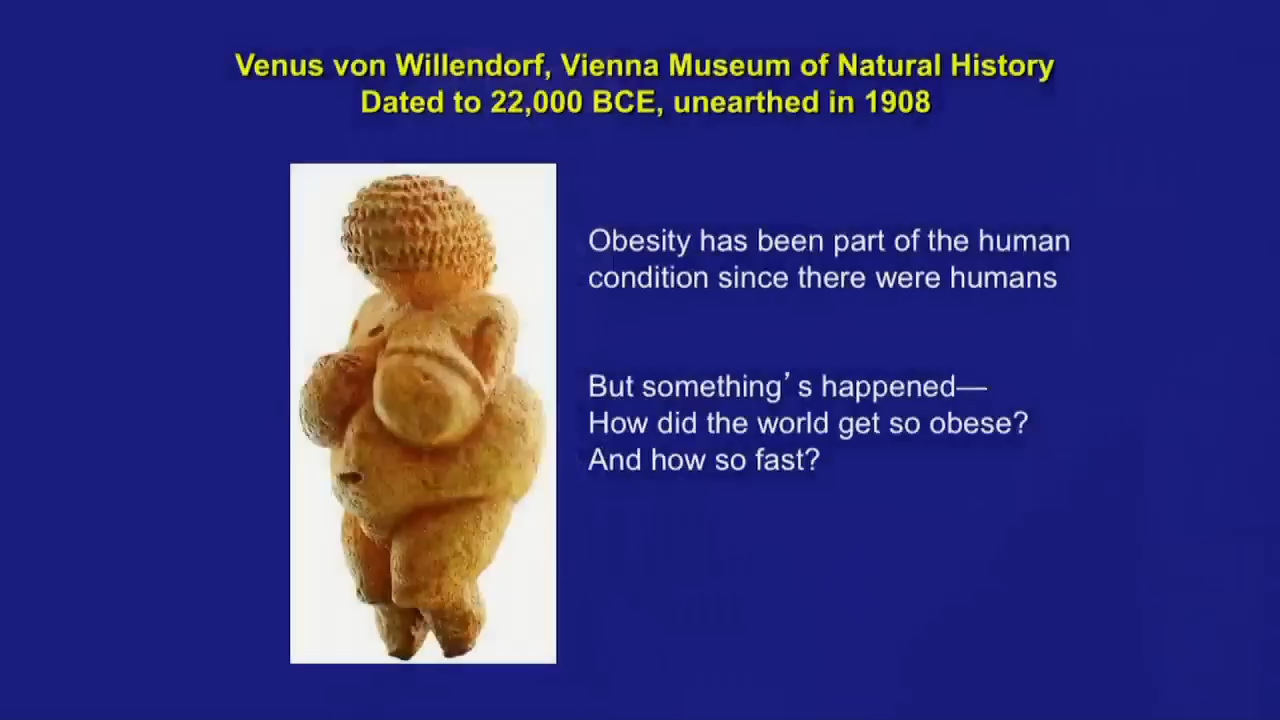 Venus von Willendorf, Vienna Museum of Natural History
Dated to 22,000 BCE, unearthed in 1908
Obesity has been part of the human
condition since there were humans
But something’s happened—
How did the world get so obese?
And how so fast?